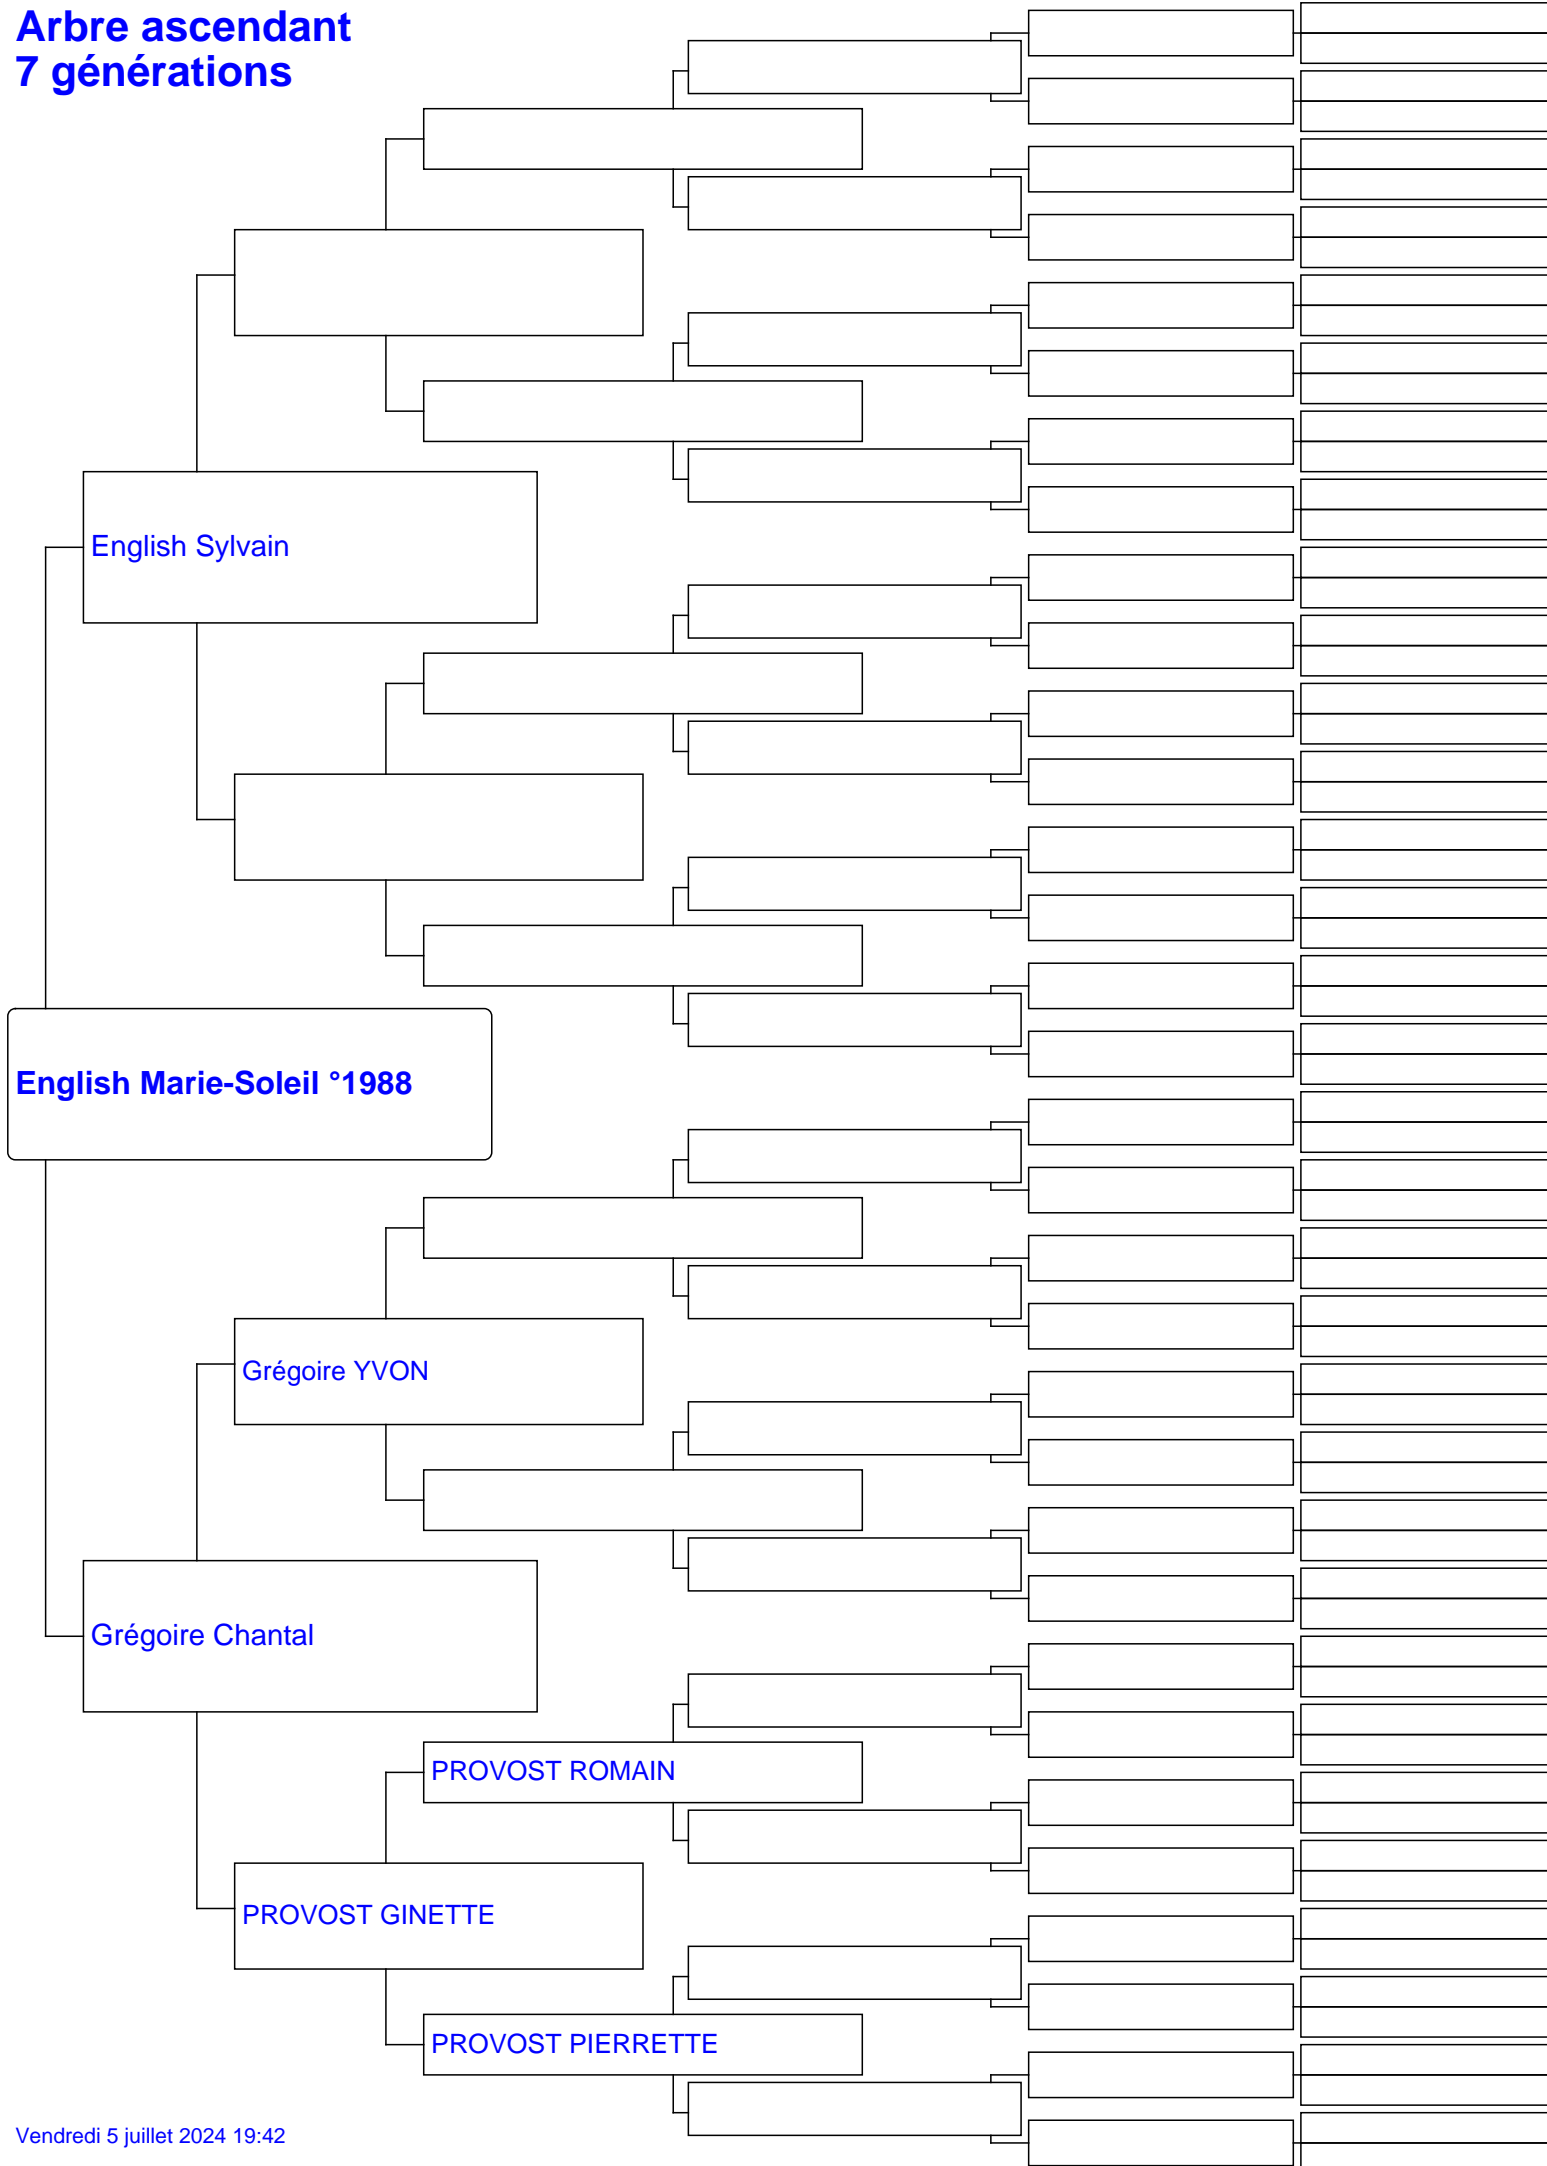 Arbre ascendant
7 générations
English Sylvain
English Marie-Soleil °1988
Grégoire YVON
Grégoire Chantal
PROVOST ROMAIN
PROVOST GINETTE
PROVOST PIERRETTE
Vendredi 5 juillet 2024 19:42